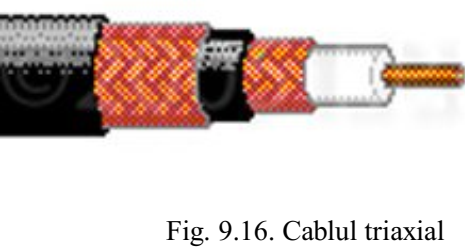 Fig. 9.16. Cablul triaxial